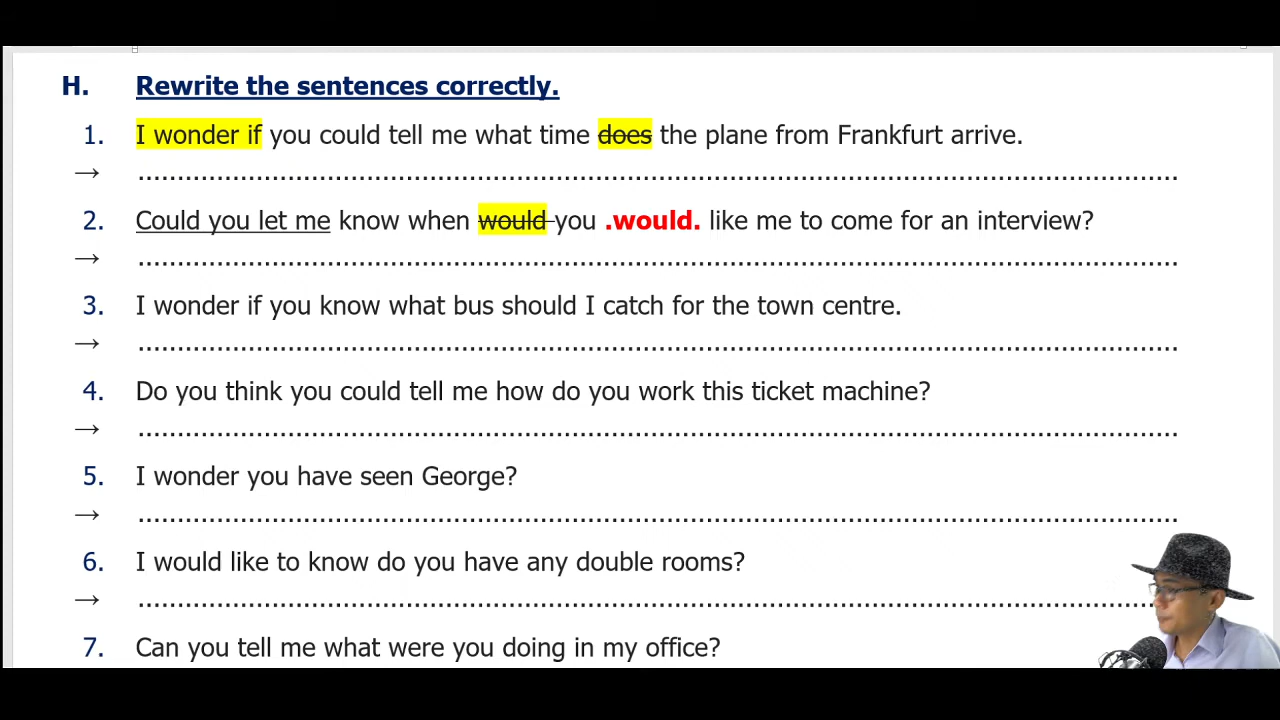 H. Rewrite the sentences correctly.
1. I wonder if you could tell me what time does the plane from Frankfurt arrive.
→ ....................................................................................................
2. Could you let me know when would you .would. like me to come for an interview?
→ ....................................................................................................
3. I wonder if you know what bus should I catch for the town centre.
→ ....................................................................................................
4. Do you think you could tell me how do you work this ticket machine?
→ ....................................................................................................
5. I wonder you have seen George?
→ ....................................................................................................
6. I would like to know do you have any double rooms?
→ ....................................................................................................
7. Can you tell me what were you doing in my office?